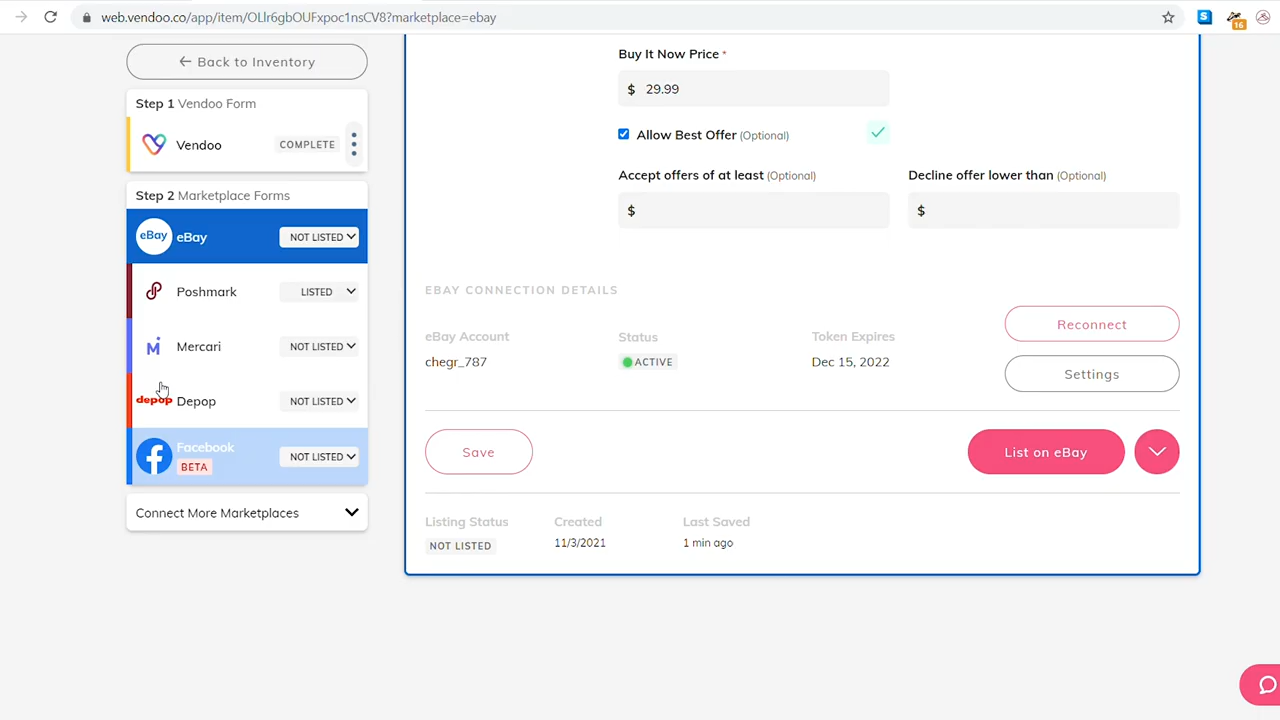 web.vendoo.co/app/item/OLlr6gbOUFxpoc1nsCV8?marketplace=ebay
S
16
← Back to Inventory
Step 1 Vendoo Form
Vendoo
COMPLETE
Step 2 Marketplace Forms
eBay eBay
NOT LISTED
Poshmark
LISTED
Mercari
NOT LISTED
depop Depop
NOT LISTED
Facebook
BETA
NOT LISTED
Connect More Marketplaces
Buy It Now Price *
$ 29.99
Allow Best Offer (Optional)
Accept offers of at least (Optional)
Decline offer lower than (Optional)
$
$
EBAY CONNECTION DETAILS
eBay Account
Status
Token Expires
chegr_787
ACTIVE
Dec 15, 2022
Reconnect
Settings
Save
List on eBay
Listing Status
Created
Last Saved
NOT LISTED
11/3/2021
1 min ago